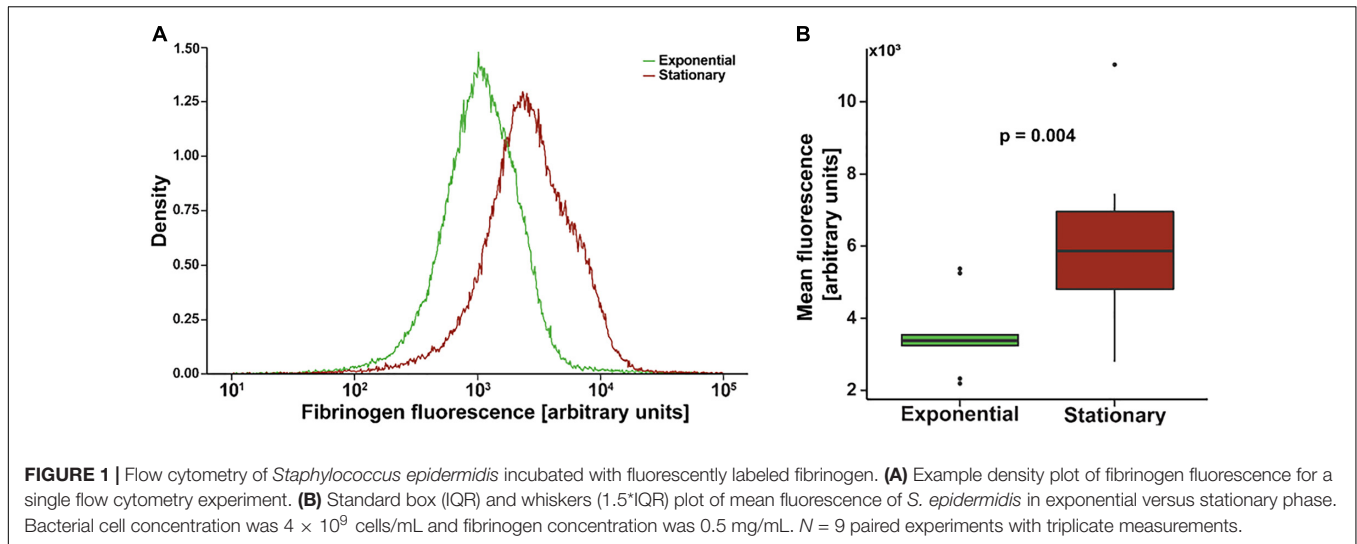 A
1.50
1.25
1.00
0.75
0.50
0.25
0.00
Density
Exponential
Stationary
10¹
10²
10³
10⁴
10⁵
Fibrinogen fluorescence [arbitrary units]
B
x10³
10
8
6
4
2
Mean fluorescence
[arbitrary units]
p = 0.004
Exponential
Stationary
FIGURE 1 | Flow cytometry of Staphylococcus epidermidis incubated with fluorescently labeled fibrinogen. (A) Example density plot of fibrinogen fluorescence for a
single flow cytometry experiment. (B) Standard box (IQR) and whiskers (1.5*IQR) plot of mean fluorescence of S. epidermidis in exponential versus stationary phase.
Bacterial cell concentration was 4 × 10⁹ cells/mL and fibrinogen concentration was 0.5 mg/mL. N = 9 paired experiments with triplicate measurements.